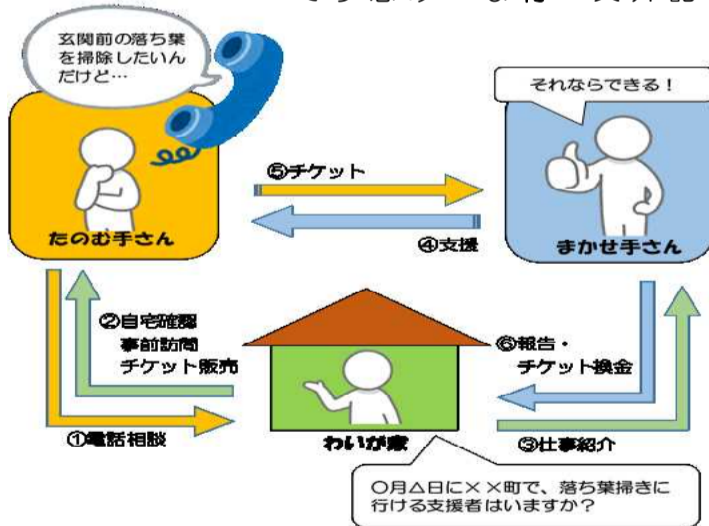 玄関前の落ち葉
を掃除したいん
だけど…
それならできる！
⑤チケット
④支援
たのむ手さん
まかせ手さん
②自宅確認
事前訪問
チケット販売
⑥報告・
チケット換金
①電話相談
わいが家
③仕事紹介
〇月△日に××町で、落ち葉掃きに
行ける支援者はいますか？